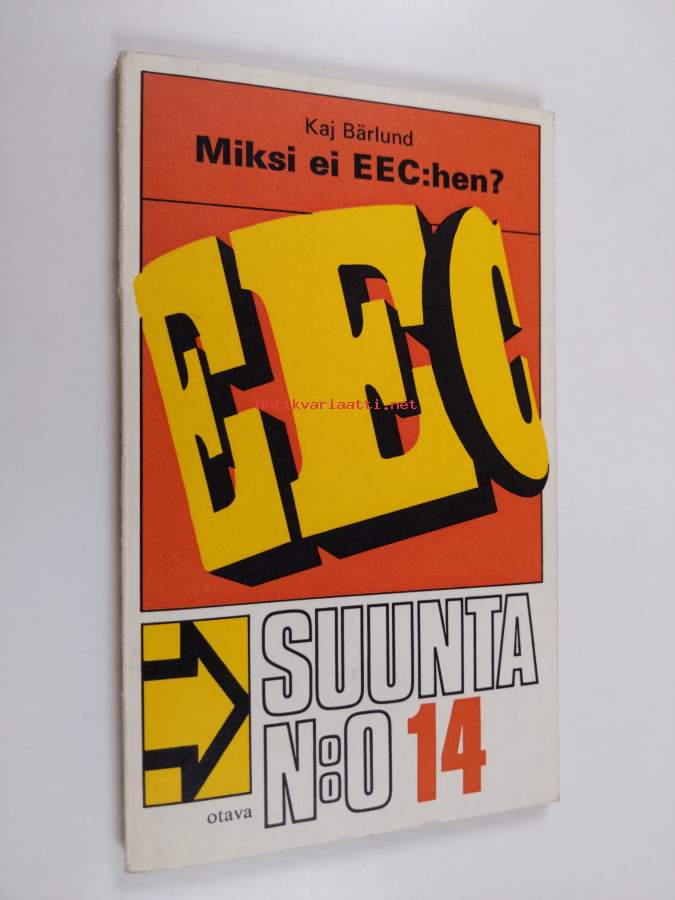 Kaj Bärlund
Miksi ei EEC:hen?
EEC
antikvariaatti.net
SUUNTA
N:o 14
otava